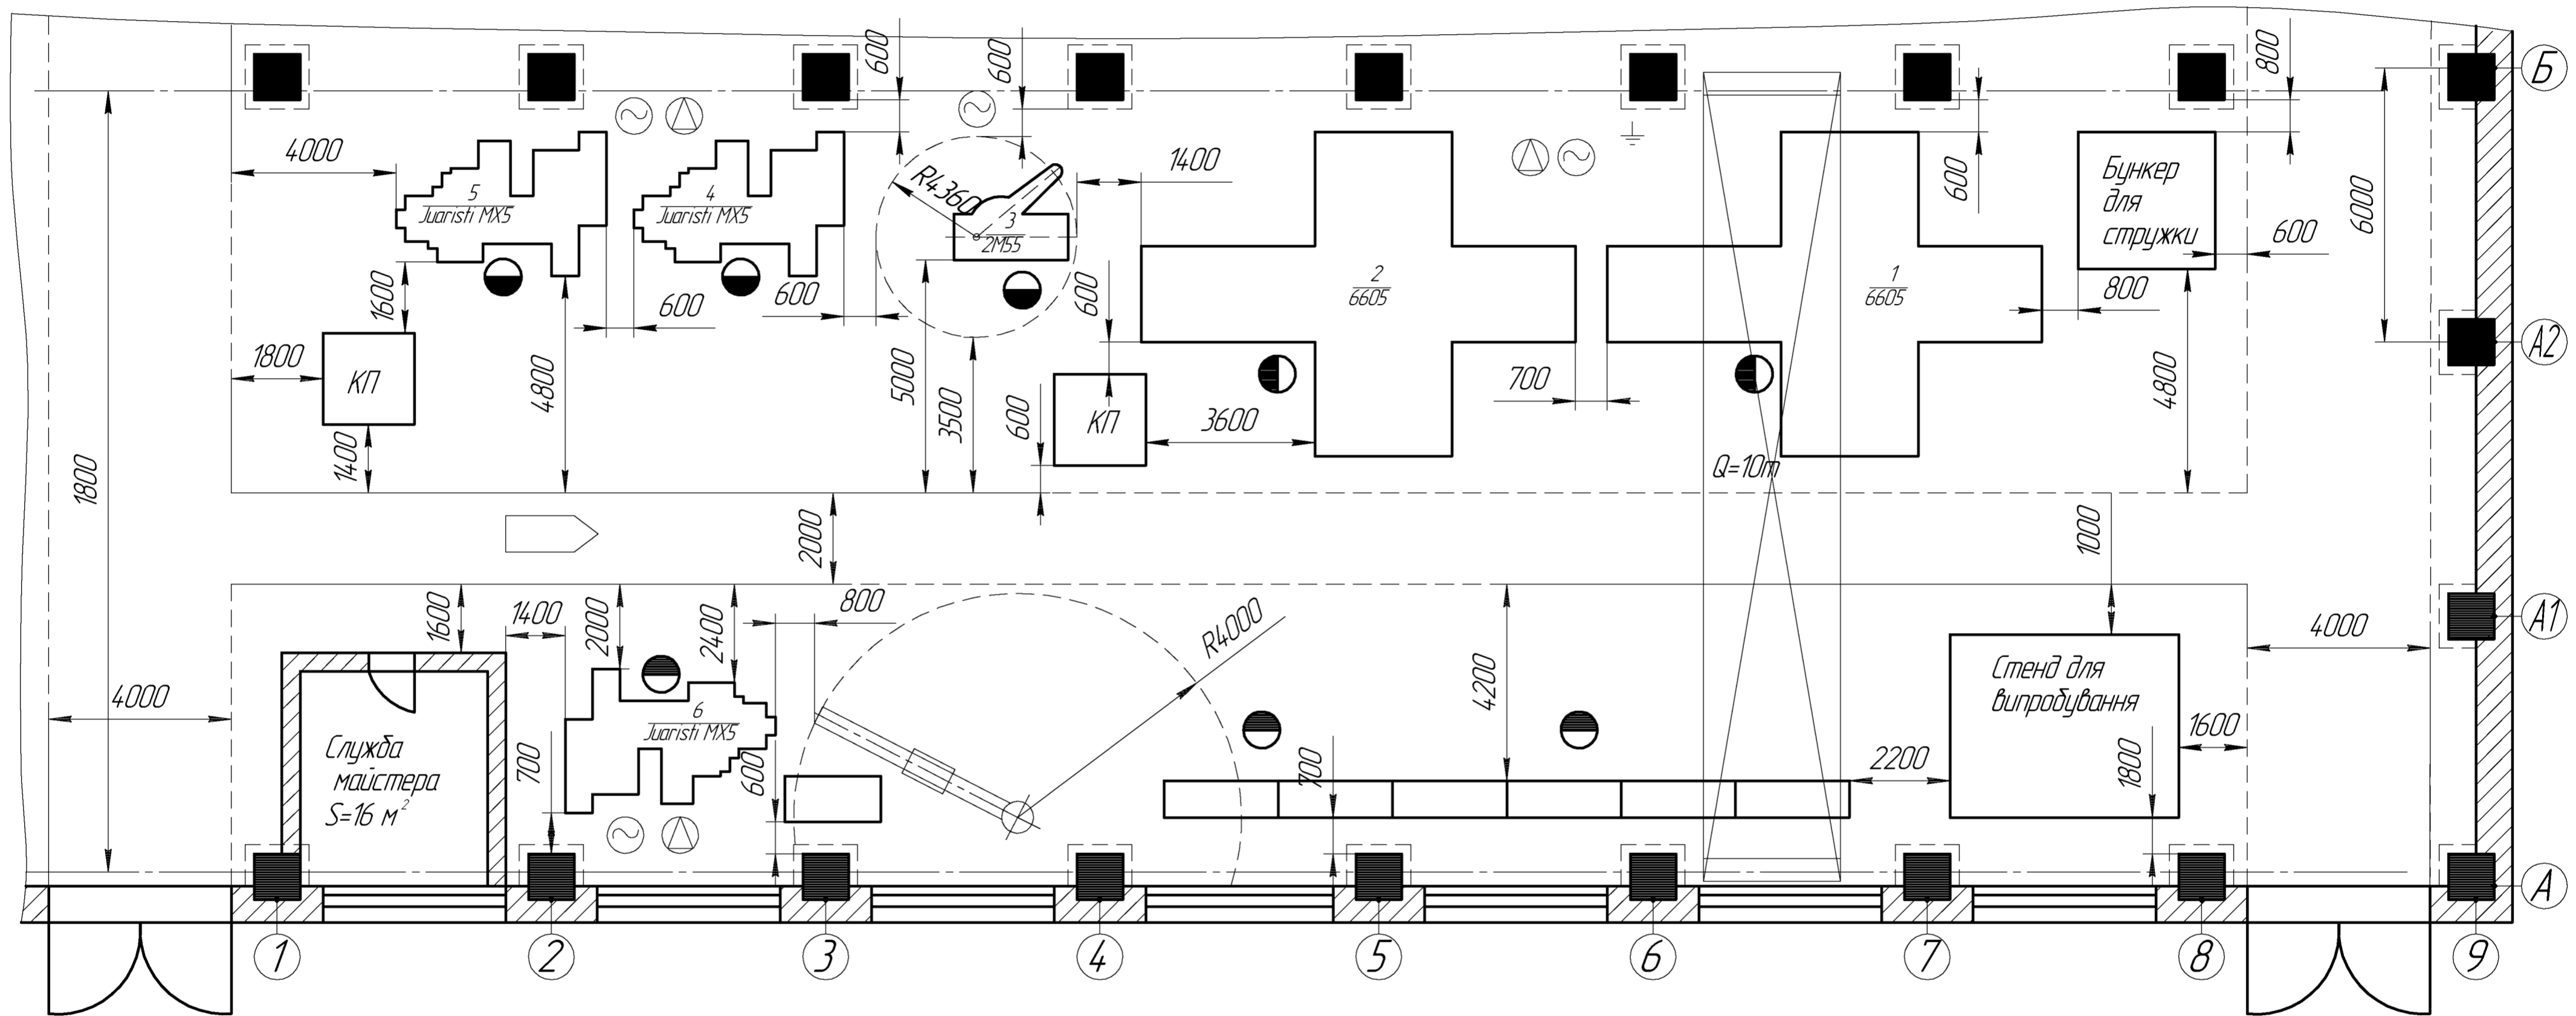 600
600
800
Б
4000
1400
R4360
5
Juaristi MX5
4
Juaristi MX5
3
2М55
600
Бункер
для
стружки
600
6000
1600
600
600
600
2
6605
1
6605
800
А2
1800
КП
4800
5000
3500
700
4800
1400
600
КП
3600
1800
Q=10т
2000
1000
А1
1600
1400
2000
2400
800
R4000
4200
4000
4000
Стенд для
випробування
1600
6
Juaristi MX5
Служба
майстера
S=16 м²
700
600
700
2200
1800
А
1
2
3
4
5
6
7
8
9